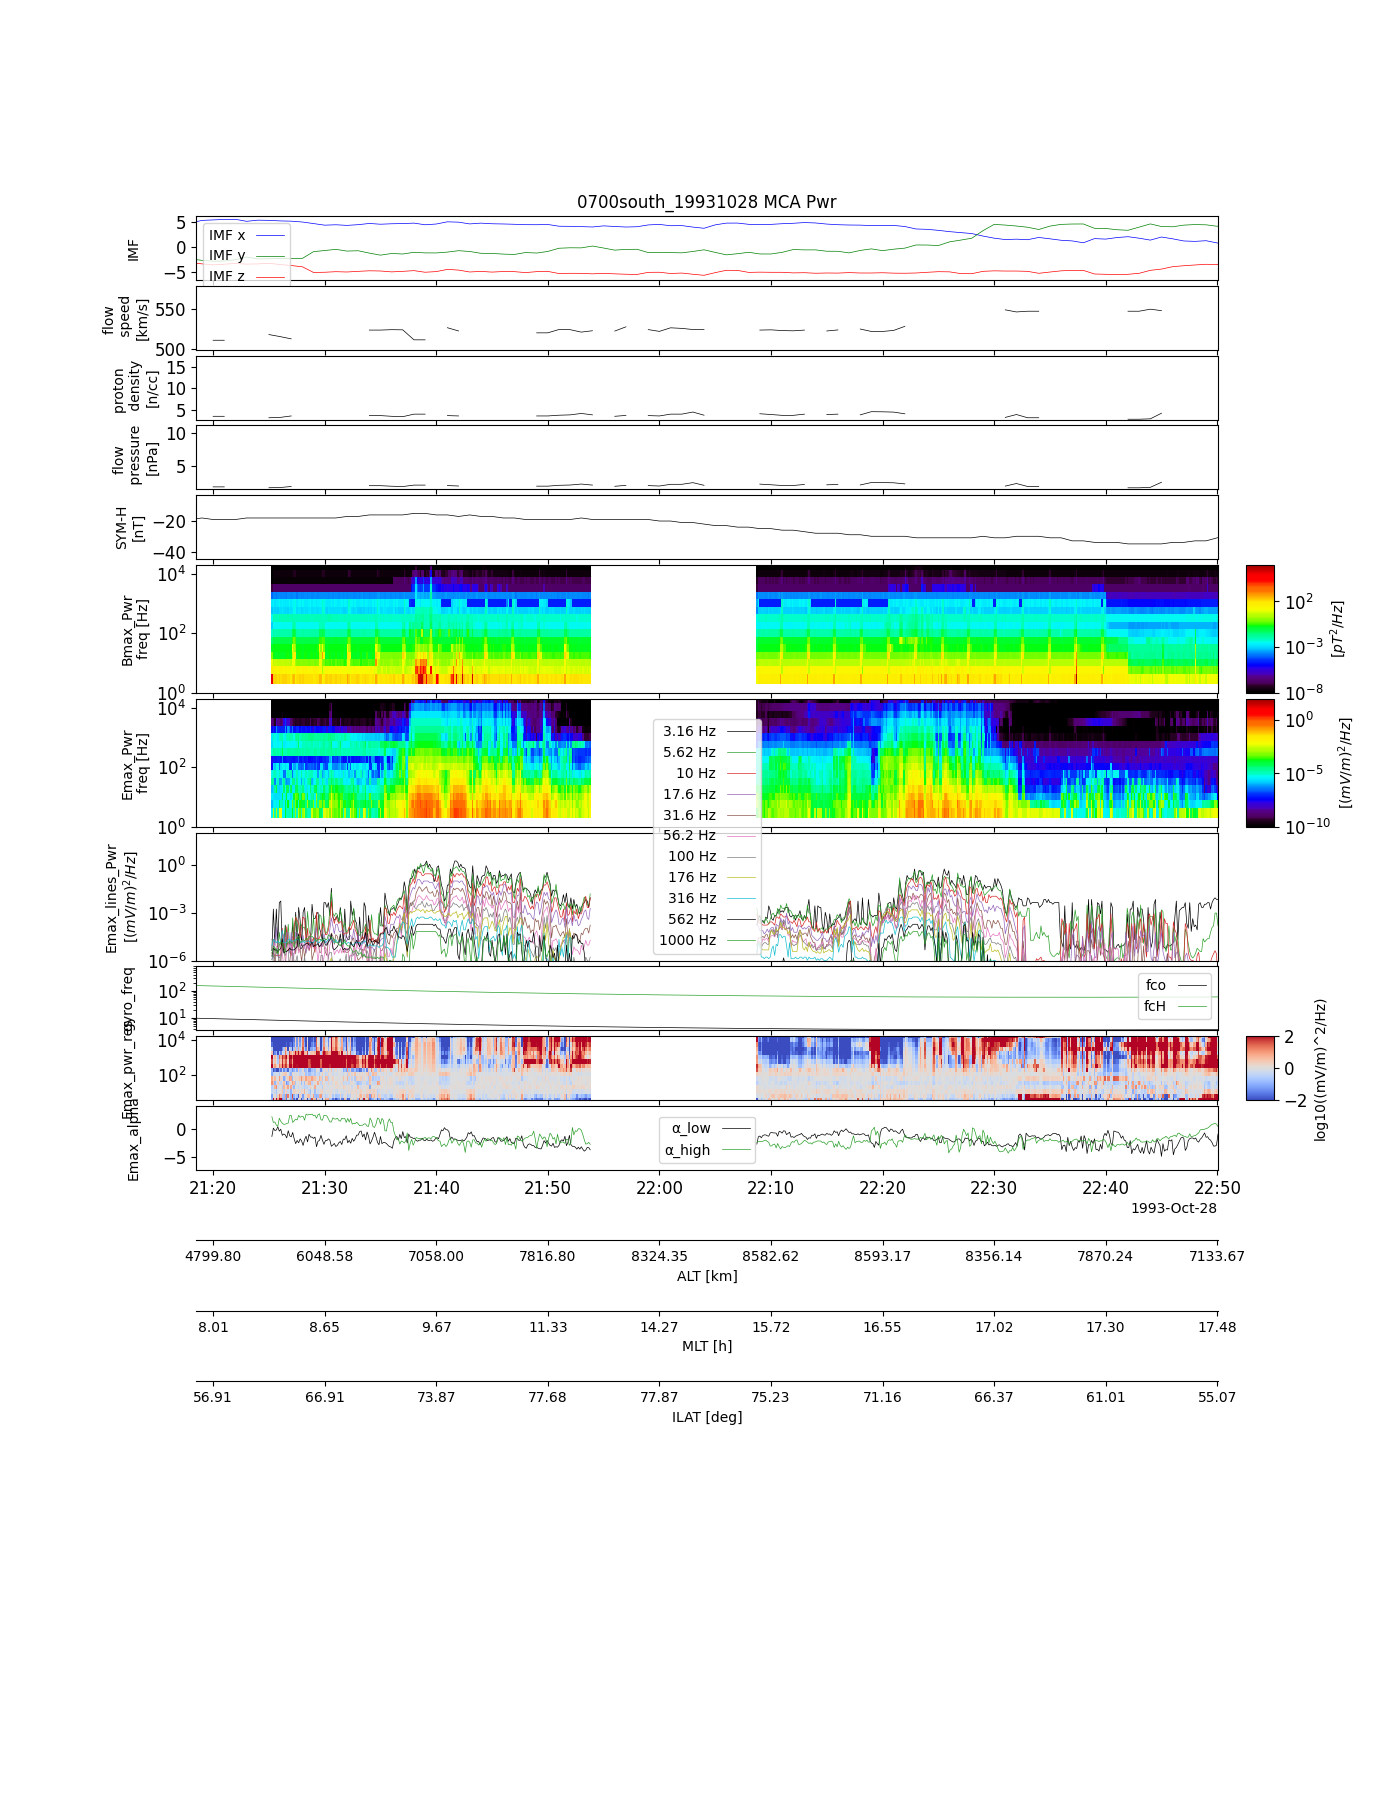 0700south_19931028 MCA Pwr
IMF
5
0
−5
IMF x
IMF y
IMF z
flow
speed
[km/s]
550
500
proton
density
[n/cc]
15
10
5
flow
pressure
[nPa]
10
5
SYM-H
[nT]
−20
−40
Bmax_Pwr
freq [Hz]
10^4
10^2
10^0
10^2
10^−3
10^−8
[pT^2/Hz]
Emax_Pwr
freq [Hz]
10^4
10^2
10^0
10^0
10^−5
10^−10
[(mV/m)^2/Hz]
3.16 Hz
5.62 Hz
10 Hz
17.6 Hz
31.6 Hz
56.2 Hz
100 Hz
176 Hz
316 Hz
562 Hz
1000 Hz
Emax_lines_Pwr
[(mV/m)^2/Hz]
10^0
10^−3
10^−6
gyro_freq
10^2
10^1
fco
fcH
Emax_pwr_reg
10^4
10^2
2
0
−2
log10((mV/m)^2/Hz)
Emax_alpha
0
−5
α_low
α_high
21:20 21:30 21:40 21:50 22:00 22:10 22:20 22:30 22:40 22:50
1993-Oct-28
4799.80 6048.58 7058.00 7816.80 8324.35 8582.62 8593.17 8356.14 7870.24 7133.67
ALT [km]
8.01 8.65 9.67 11.33 14.27 15.72 16.55 17.02 17.30 17.48
MLT [h]
56.91 66.91 73.87 77.68 77.87 75.23 71.16 66.37 61.01 55.07
ILAT [deg]